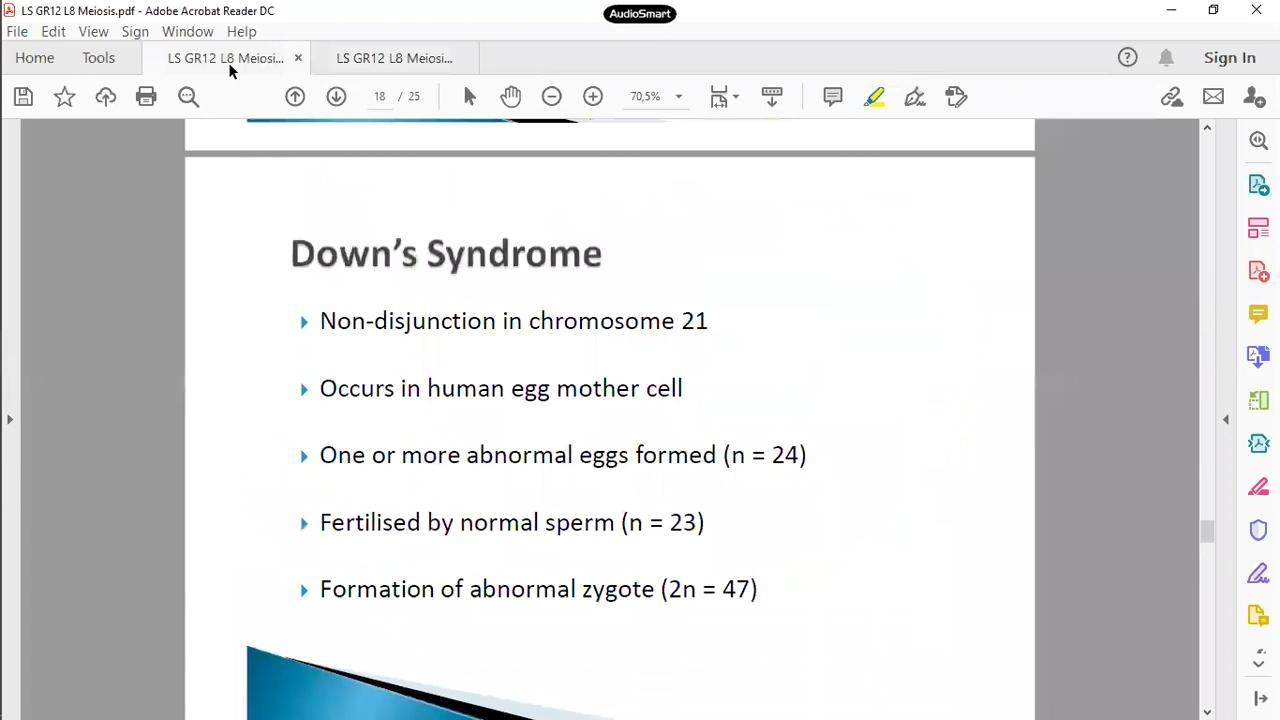 LS GR12 L8 Meiosis.pdf - Adobe Acrobat Reader DC
AudioSmart
File Edit View Sign Window Help
Home Tools LS GR12 L8 Meiosi... × LS GR12 L8 Meiosi... Sign In
18 / 25 70,5%
Down's Syndrome
Non-disjunction in chromosome 21
Occurs in human egg mother cell
One or more abnormal eggs formed (n = 24)
Fertilised by normal sperm (n = 23)
Formation of abnormal zygote (2n = 47)